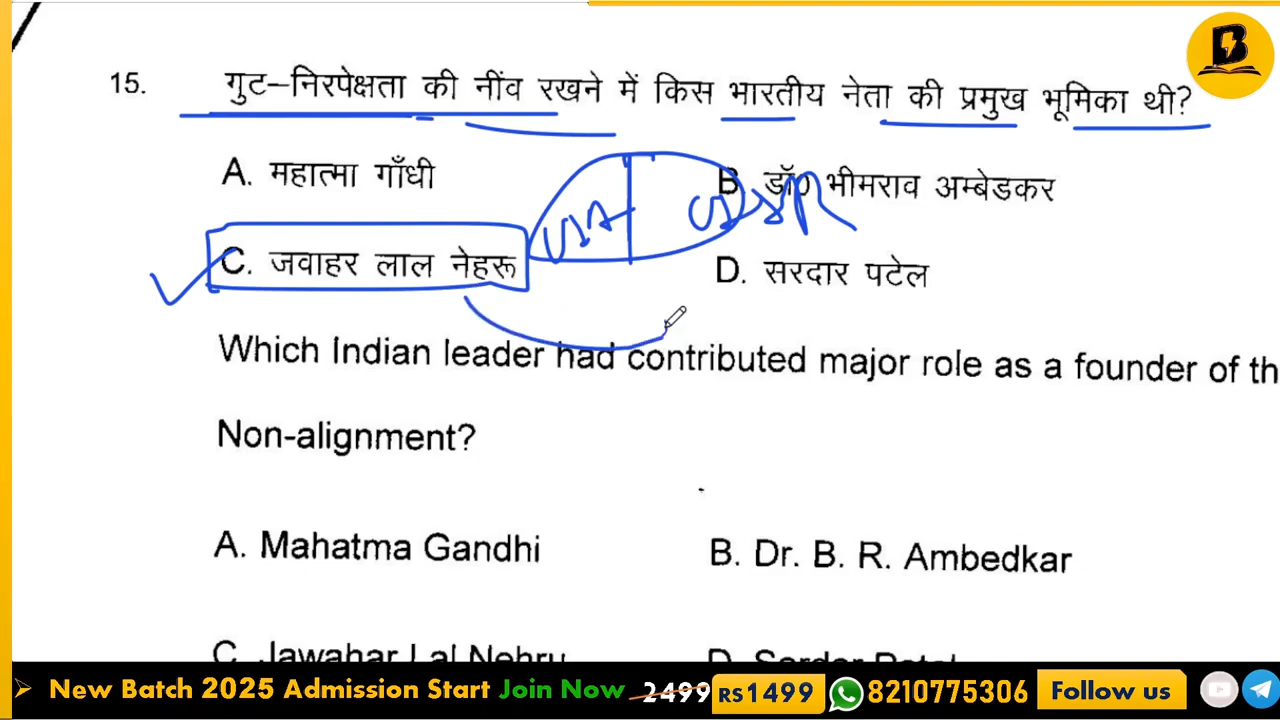 B
15. गुट–निरपेक्षता की नींव रखने में किस भारतीय नेता की प्रमुख भूमिका थी?
A. महात्मा गाँधी B. डॉ० भीमराव अम्बेडकर
C. जवाहर लाल नेहरू D. सरदार पटेल
Which Indian leader had contributed major role as a founder of th
Non-alignment?
A. Mahatma Gandhi B. Dr. B. R. Ambedkar
C. Jawahar Lal Nehru D. Sardar Patel
New Batch 2025 Admission Start Join Now 2499 RS1499 8210775306 Follow us